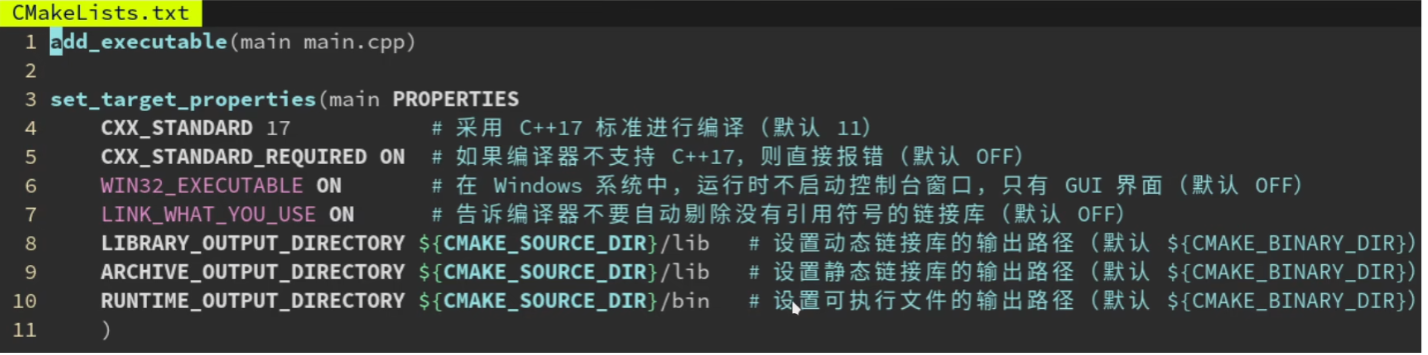 CMakeLists.txt
1 add_executable(main main.cpp)
2
3 set_target_properties(main PROPERTIES
4     CXX_STANDARD 17           # 采用 C++17 标准进行编译（默认 11）
5     CXX_STANDARD_REQUIRED ON  # 如果编译器不支持 C++17，则直接报错（默认 OFF）
6     WIN32_EXECUTABLE ON       # 在 Windows 系统中，运行时不启动控制台窗口，只有 GUI 界面（默认 OFF）
7     LINK_WHAT_YOU_USE ON      # 告诉编译器不要自动剔除没有引用符号的链接库（默认 OFF）
8     LIBRARY_OUTPUT_DIRECTORY ${CMAKE_SOURCE_DIR}/lib   # 设置动态链接库的输出路径（默认 ${CMAKE_BINARY_DIR}）
9     ARCHIVE_OUTPUT_DIRECTORY ${CMAKE_SOURCE_DIR}/lib   # 设置静态链接库的输出路径（默认 ${CMAKE_BINARY_DIR}）
10     RUNTIME_OUTPUT_DIRECTORY ${CMAKE_SOURCE_DIR}/bin   # 设置可执行文件的输出路径（默认 ${CMAKE_BINARY_DIR}）
11     )